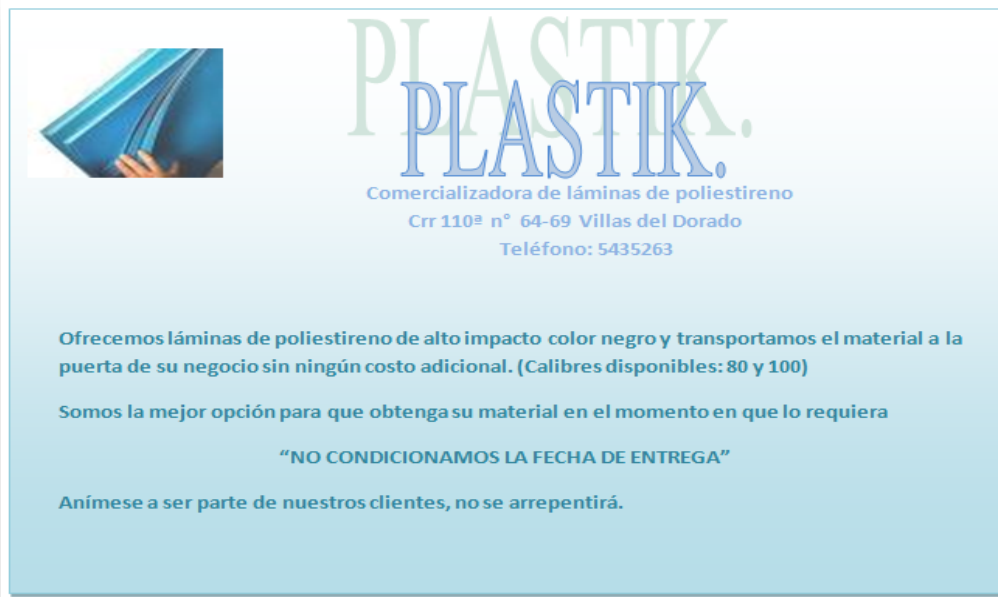 PLASTIK.
PLASTIK.
Comercializadora de láminas de poliestireno
Crr 110ª n° 64-69 Villas del Dorado
Teléfono: 5435263
Ofrecemos láminas de poliestireno de alto impacto color negro y transportamos el material a la
puerta de su negocio sin ningún costo adicional. (Calibres disponibles: 80 y 100)
Somos la mejor opción para que obtenga su material en el momento en que lo requiera
“NO CONDICIONAMOS LA FECHA DE ENTREGA”
Anímese a ser parte de nuestros clientes, no se arrepentirá.